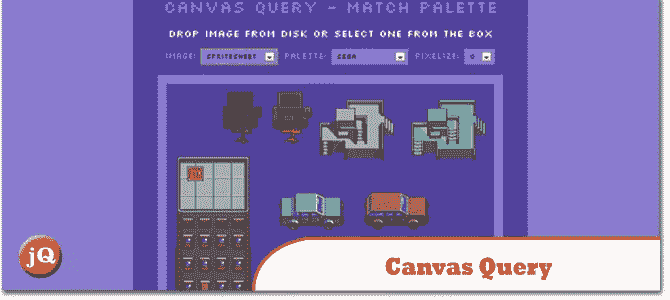 CANVAS QUERY - MATCH PALETTE
DROP IMAGE FROM DISK OR SELECT ONE FROM THE BOX
IMAGE: SPRITESHEET PALETTE: SEGA PIXELIZE: 0
jQ
Canvas Query